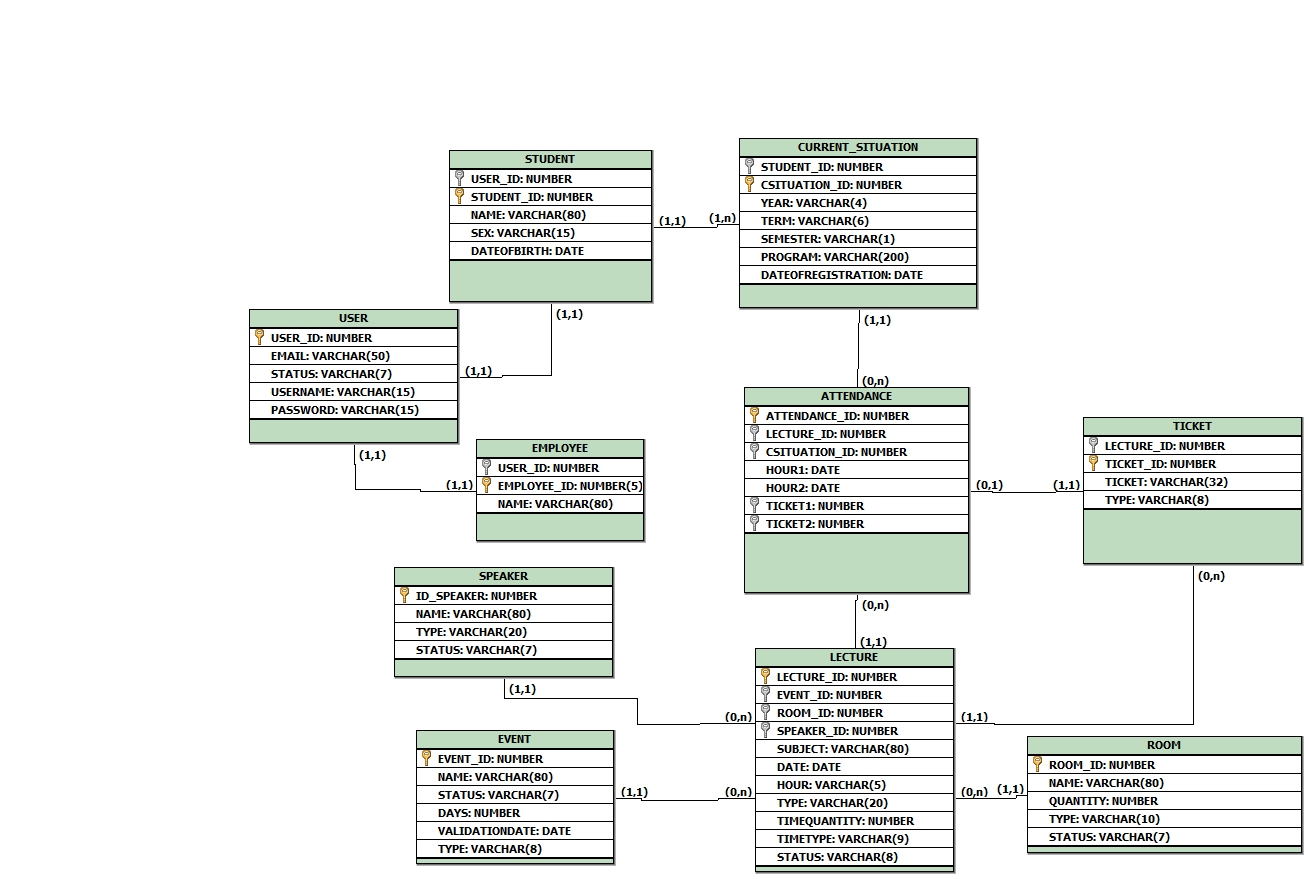 STUDENT
USER_ID: NUMBER
STUDENT_ID: NUMBER
NAME: VARCHAR(80)
SEX: VARCHAR(15)
DATEOFBIRTH: DATE
(1,1)
(1,n)
CURRENT_SITUATION
STUDENT_ID: NUMBER
CSITUATION_ID: NUMBER
YEAR: VARCHAR(4)
TERM: VARCHAR(6)
SEMESTER: VARCHAR(1)
PROGRAM: VARCHAR(200)
DATEOFREGISTRATION: DATE
(1,1)
(1,1)
USER
USER_ID: NUMBER
EMAIL: VARCHAR(50)
STATUS: VARCHAR(7)
USERNAME: VARCHAR(15)
PASSWORD: VARCHAR(15)
(1,1)
(1,1)
(1,1)
EMPLOYEE
USER_ID: NUMBER
EMPLOYEE_ID: NUMBER(5)
NAME: VARCHAR(80)
(0,n)
ATTENDANCE
ATTENDANCE_ID: NUMBER
LECTURE_ID: NUMBER
CSITUATION_ID: NUMBER
HOUR1: DATE
HOUR2: DATE
TICKET1: NUMBER
TICKET2: NUMBER
(0,1)
(1,1)
TICKET
LECTURE_ID: NUMBER
TICKET_ID: NUMBER
TICKET: VARCHAR(32)
TYPE: VARCHAR(8)
(0,n)
(0,n)
(1,1)
SPEAKER
ID_SPEAKER: NUMBER
NAME: VARCHAR(80)
TYPE: VARCHAR(20)
STATUS: VARCHAR(7)
(1,1)
(0,n)
LECTURE
LECTURE_ID: NUMBER
EVENT_ID: NUMBER
ROOM_ID: NUMBER
SPEAKER_ID: NUMBER
SUBJECT: VARCHAR(80)
DATE: DATE
HOUR: VARCHAR(5)
TYPE: VARCHAR(20)
TIMEQUANTITY: NUMBER
TIMETYPE: VARCHAR(9)
STATUS: VARCHAR(8)
(1,1)
EVENT
EVENT_ID: NUMBER
NAME: VARCHAR(80)
STATUS: VARCHAR(7)
DAYS: NUMBER
VALIDATIONDATE: DATE
TYPE: VARCHAR(8)
(1,1)
(0,n)
(0,n)
(1,1)
ROOM
ROOM_ID: NUMBER
NAME: VARCHAR(80)
QUANTITY: NUMBER
TYPE: VARCHAR(10)
STATUS: VARCHAR(7)